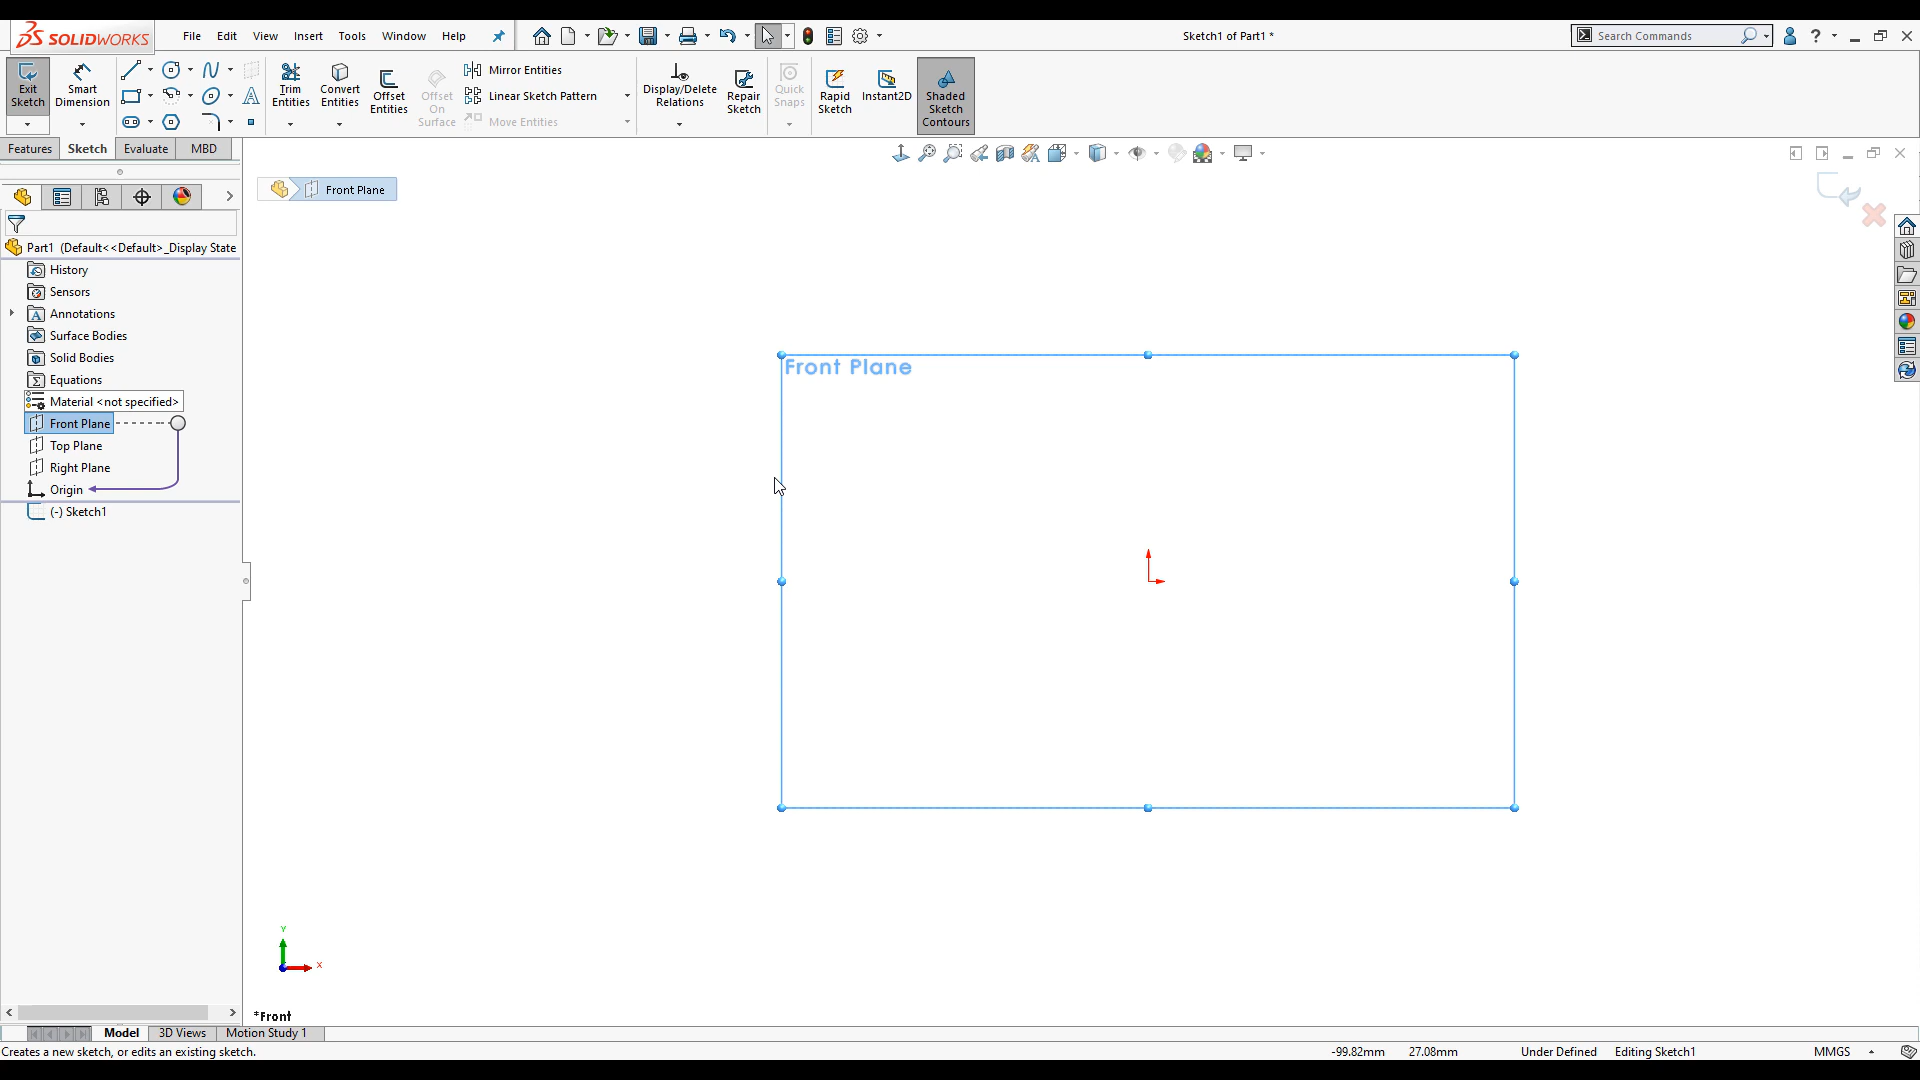 SOLIDWORKS File Edit View Insert Tools Window Help Sketch1 of Part1 * Search Commands ?
Exit Sketch
Smart Dimension
Trim Entities
Convert Entities
Offset Entities
Offset On Surface
Mirror Entities
Linear Sketch Pattern
Move Entities
Display/Delete Relations
Repair Sketch
Quick Snaps
Rapid Sketch
Instant2D
Shaded Sketch Contours
Features Sketch Evaluate MBD
Front Plane
Part1 (Default<<Default>_Display State
History
Sensors
Annotations
Surface Bodies
Solid Bodies
Equations
Material <not specified>
Front Plane
Top Plane
Right Plane
Origin
(-) Sketch1
Front Plane
Y
X
*Front
Model 3D Views Motion Study 1
Creates a new sketch, or edits an existing sketch. -99.82mm 27.08mm Under Defined Editing Sketch1 MMGS